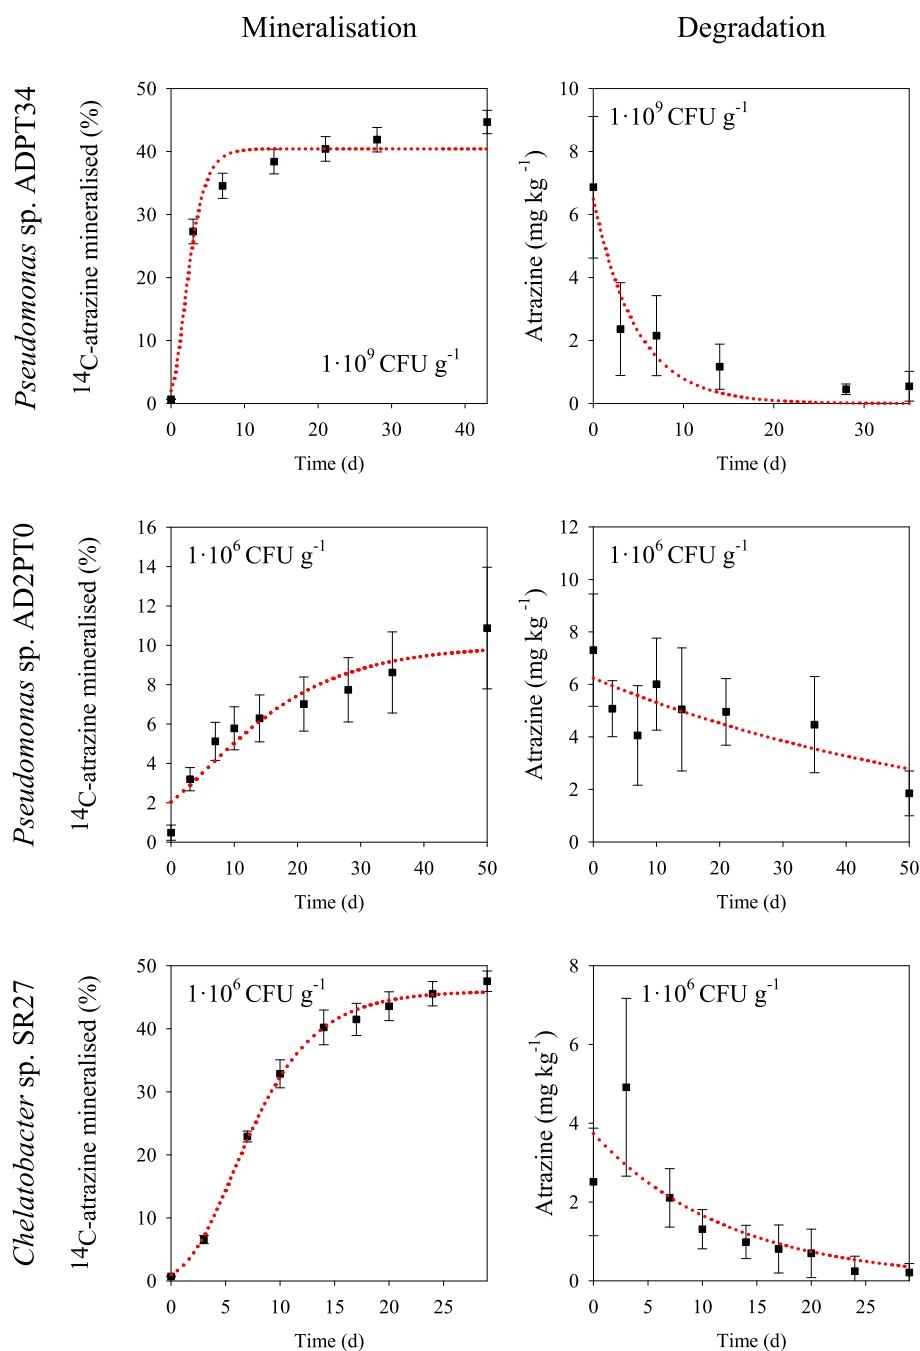 Mineralisation
Degradation
Pseudomonas sp. ADPT34
¹⁴C-atrazine mineralised (%)
50
40
30
20
10
0
1·10⁹ CFU g⁻¹
0 10 20 30 40
Time (d)
Atrazine (mg kg⁻¹)
10
8
6
4
2
0
1·10⁹ CFU g⁻¹
0 10 20 30
Time (d)
Pseudomonas sp. AD2PT0
¹⁴C-atrazine mineralised (%)
16
14
12
10
8
6
4
2
0
1·10⁶ CFU g⁻¹
0 10 20 30 40 50
Time (d)
Atrazine (mg kg⁻¹)
12
10
8
6
4
2
0
1·10⁶ CFU g⁻¹
0 10 20 30 40 50
Time (d)
Chelatobacter sp. SR27
¹⁴C-atrazine mineralised (%)
50
40
30
20
10
0
1·10⁶ CFU g⁻¹
0 5 10 15 20 25
Time (d)
Atrazine (mg kg⁻¹)
8
6
4
2
0
1·10⁶ CFU g⁻¹
0 5 10 15 20 25
Time (d)